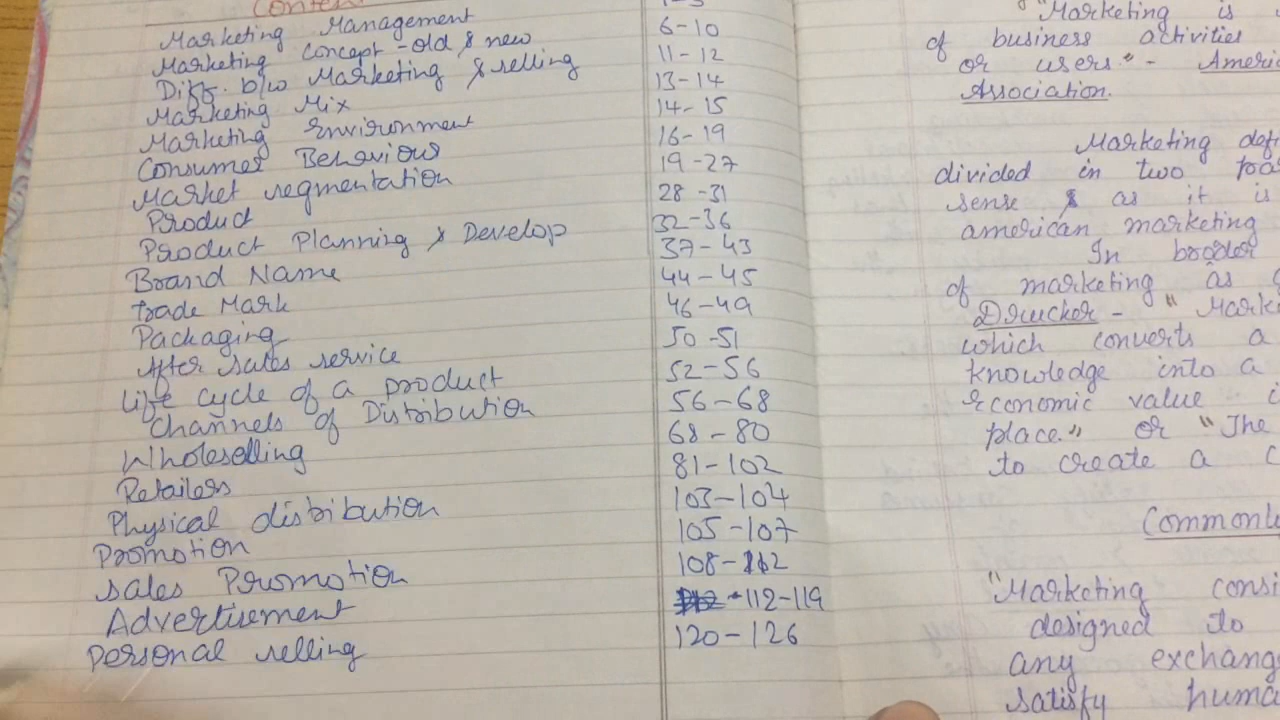 Content
Marketing Management
Marketing Concept - old & new 6-10
Diff. b/w Marketing & selling 11-12
Marketing Mix 13-14
Marketing Environment 14-15
Consumer Behaviour 16-19
Market segmentation 19-27
Product 28-31
Product Planning & Develop 32-36
Brand Name 37-43
Trade Mark 44-45
Packaging 46-49
After sales service 50-51
Life cycle of a product 52-56
Channels of Distribution 56-68
Wholeselling 68-80
Retailers 81-102
Physical distribution 103-104
Promotion 105-107
Sales Promotion 108-112
Advertisement 112-119
Personal selling 120-126
"Marketing is
of business activities
or users." - Americ
Association.
Marketing defi
divided in two
sense & as it is
american marketing
In broder
of marketing as
Drucker - "Marke
which converts a
knowledge into a
economic value
place." or "The
to create a c
Commonl
"Marketing consi
designed to
any exchang
satisfy huma